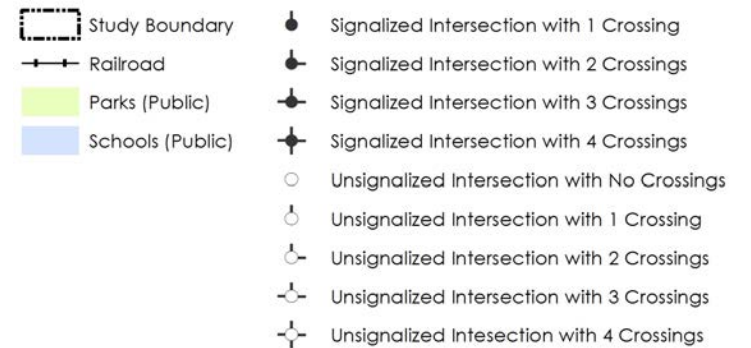 Study Boundary
Railroad
Parks (Public)
Schools (Public)
Signalized Intersection with 1 Crossing
Signalized Intersection with 2 Crossings
Signalized Intersection with 3 Crossings
Signalized Intersection with 4 Crossings
Unsignalized Intersection with No Crossings
Unsignalized Intersection with 1 Crossing
Unsignalized Intersection with 2 Crossings
Unsignalized Intersection with 3 Crossings
Unsignalized Intesection with 4 Crossings